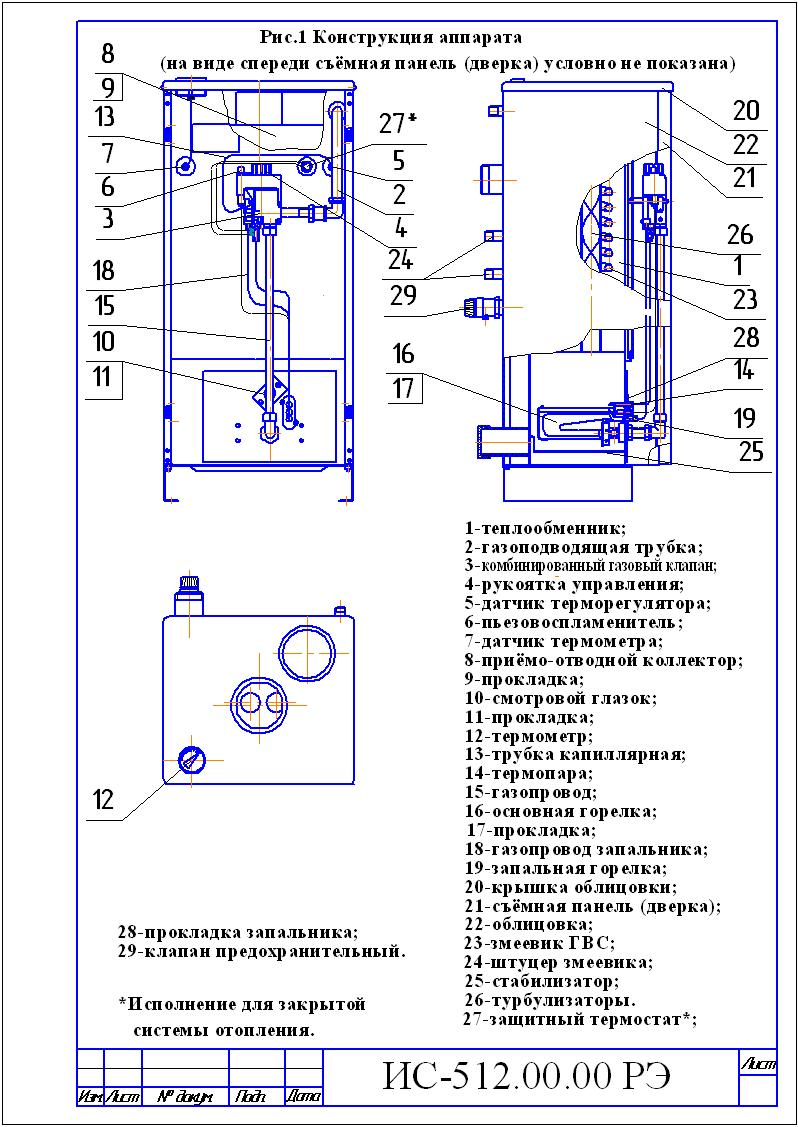 Рис.1 Конструкция аппарата
(на виде спереди съёмная панель (дверка) условно не показана)
8
9
13
7
6
3
18
15
10
11
27*
5
2
4
24
29
16
17
20
22
21
26
1
23
28
14
19
25
12
1-теплообменник;
2-газоподводящая трубка;
3-комбинированный газовый клапан;
4-рукоятка управления;
5-датчик терморегулятора;
6-пьезовоспламенитель;
7-датчик термометра;
8-приёмо-отводной коллектор;
9-прокладка;
10-смотровой глазок;
11-прокладка;
12-термометр;
13-трубка капиллярная;
14-термопара;
15-газопровод;
16-основная горелка;
17-прокладка;
18-газопровод запальника;
19-запальная горелка;
20-крышка облицовки;
21-съёмная панель (дверка);
22-облицовка;
23-змеевик ГВС;
24-штуцер змеевика;
25-стабилизатор;
26-турбулизаторы.
27-защитный термостат*;
28-прокладка запальника;
29-клапан предохранительный.
*Исполнение для закрытой
системы отопления.
ИС-512.00.00 РЭ
Лист
Изм Лист № докум. Подп. Дата